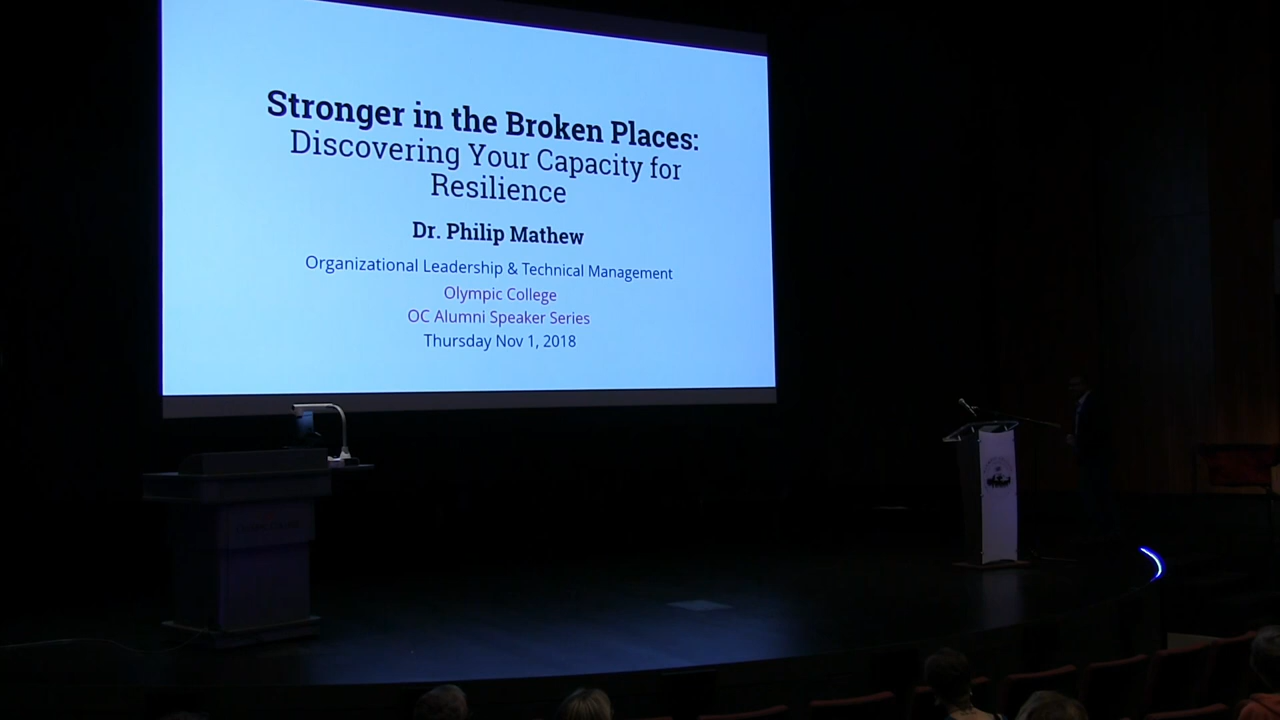 Stronger in the Broken Places:
Discovering Your Capacity for
Resilience
Dr. Philip Mathew
Organizational Leadership & Technical Management
Olympic College
OC Alumni Speaker Series
Thursday Nov 1, 2018